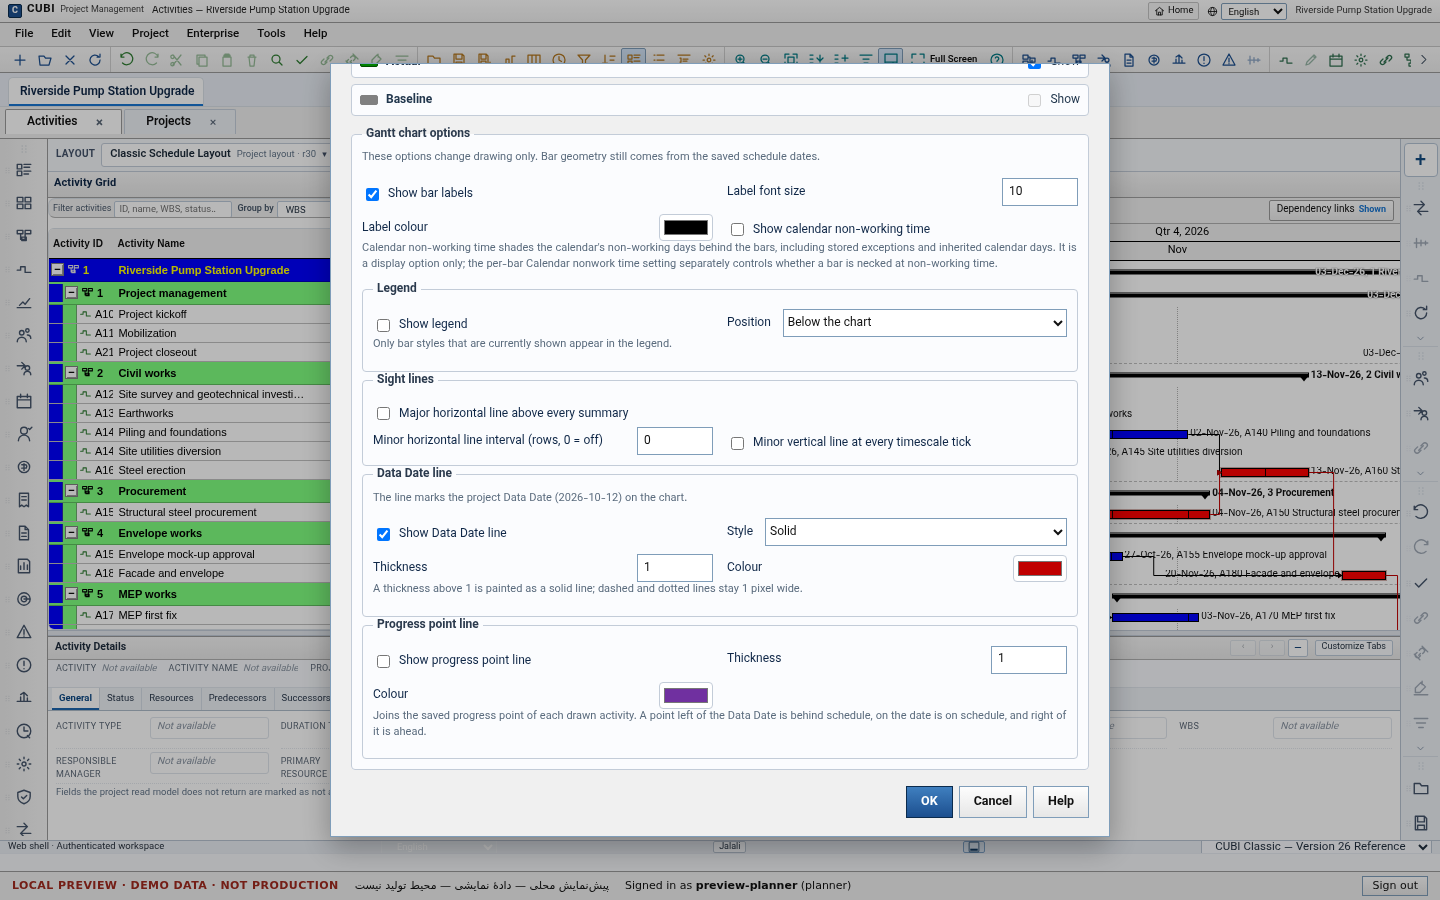 CUBI Project Management Activities — Riverside Pump Station Upgrade
Home English Riverside Pump Station Upgrade
File Edit View Project Enterprise Tools Help
Full Screen
Riverside Pump Station Upgrade
Activities × Projects ×
LAYOUT Classic Schedule Layout Project layout · r30
Activity Grid
Filter activities ID, name, WBS, status.. Group by WBS
Dependency links Shown
Activity ID Activity Name
Qtr 4, 2026
Nov
1 Riverside Pump Station Upgrade
1 Project management
A10 Project kickoff
A11 Mobilization
A21 Project closeout
03-Dec-
2 Civil works
13-Nov-26, 2 Civil w
A12 Site survey and geotechnical investi...
A13 Earthworks
works
A14 Piling and foundations
02-Nov-26, A140 Piling and foundations
A14 Site utilities diversion
6, A145 Site utilities diversion
A16 Steel erection
13-Nov-26, A160 St
3 Procurement
04-Nov-26, 3 Procurement
A15 Structural steel procurement
04-Nov-26, A150 Structural steel procurer
4 Envelope works
A15 Envelope mock-up approval
27-Oct-26, A155 Envelope mock-up approval
A18 Facade and envelope
20-Nov-26, A180 Facade and envelope
5 MEP works
A17 MEP first fix
03-Nov-26, A170 MEP first fix
Baseline Show
Gantt chart options
These options change drawing only. Bar geometry still comes from the saved schedule dates.
Show bar labels Label font size 10
Label colour Show calendar non-working time
Calendar non-working time shades the calendar's non-working days behind the bars, including stored exceptions and inherited calendar days. It is
a display option only; the per-bar Calendar nonwork time setting separately controls whether a bar is necked at non-working time.
Legend
Show legend Position Below the chart
Only bar styles that are currently shown appear in the legend.
Sight lines
Major horizontal line above every summary
Minor horizontal line interval (rows, 0 = off) 0 Minor vertical line at every timescale tick
Data Date line
The line marks the project Data Date (2026-10-12) on the chart.
Show Data Date line Style Solid
Thickness 1 Colour
A thickness above 1 is painted as a solid line; dashed and dotted lines stay 1 pixel wide.
Progress point line
Show progress point line Thickness 1
Colour
Joins the saved progress point of each drawn activity. A point left of the Data Date is behind schedule, on the date is on schedule, and right of
it is ahead.
OK Cancel Help
Activity Details
Customize Tabs
ACTIVITY Not available ACTIVITY NAME Not available PROJ
General Status Resources Predecessors Successors
ACTIVITY TYPE Not available DURATION T
WBS Not available
RESPONSIBLE MANAGER Not available PRIMARY RESOURCE
Fields the project read model does not return are marked as not a
Web shell · Authenticated workspace English Jalali CUBI Classic — Version 26 Reference
LOCAL PREVIEW · DEMO DATA · NOT PRODUCTION پیش‌نمایش محلی — دادهٔ نمایشی — محیط تولید نیست Signed in as preview-planner (planner) Sign out